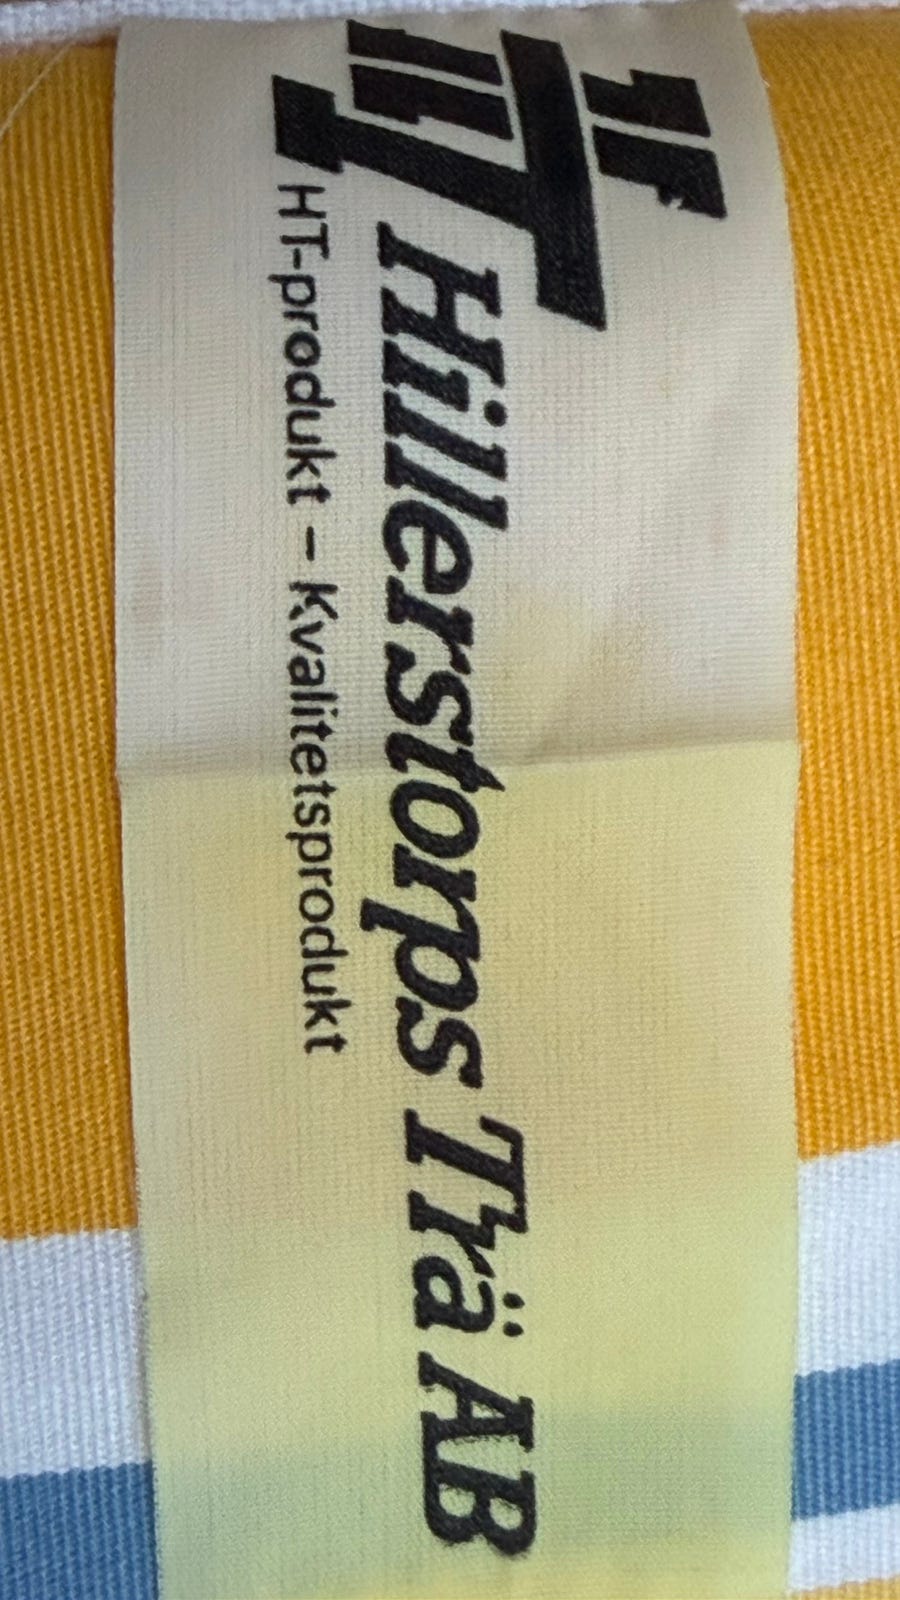 HT
Hillerstorps Trä AB
HT-produkt – Kvalitetsprodukt